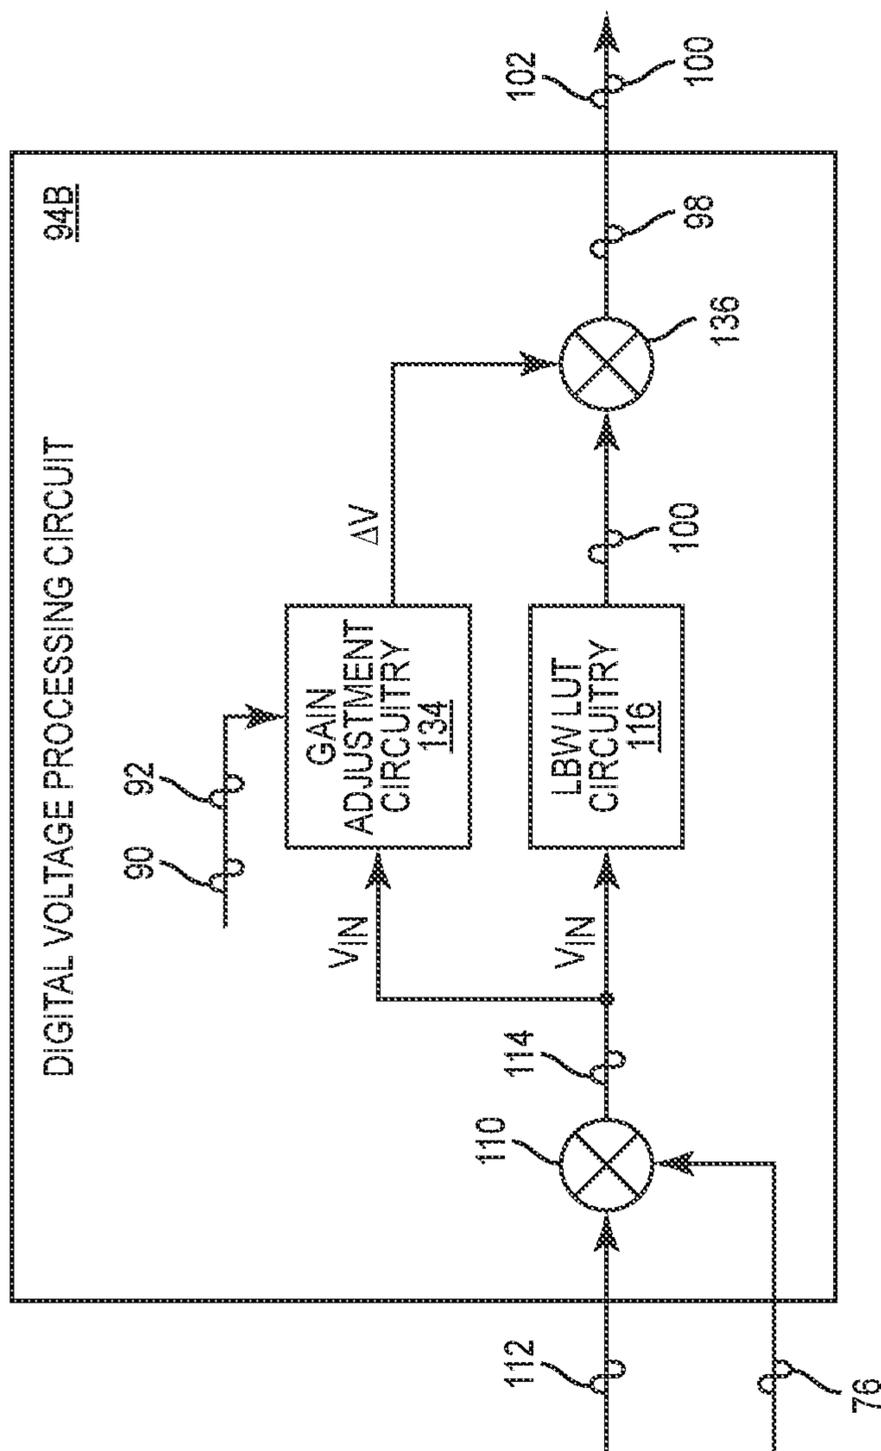 DIGITAL VOLTAGE PROCESSING CIRCUIT
94B
90
92
GAIN
ADJUSTMENT
CIRCUITRY
134
ΔV
VIN
102
112
110
114
VIN
LBW LUT
CIRCUITRY
116
100
136
98
100
76